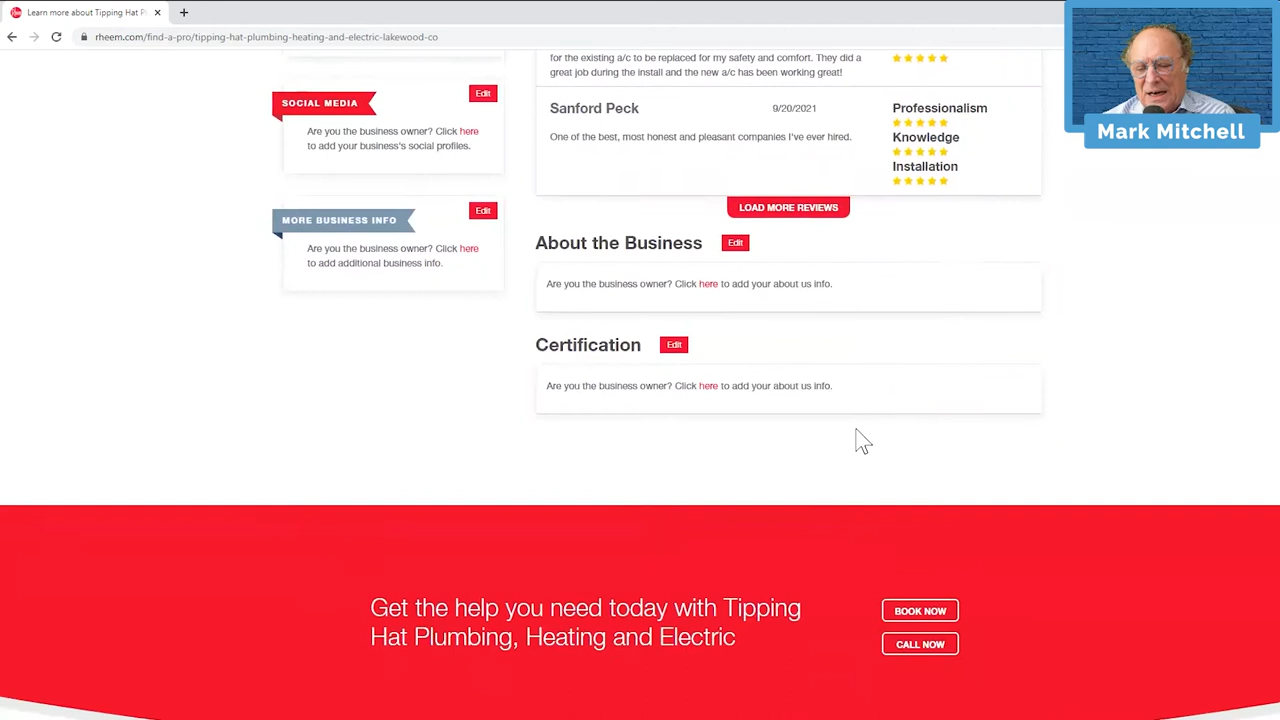 Learn more about Tipping Hat P
rheem.com/find-a-pro/tipping-hat-plumbing-heating-and-electric-lakewood-co
Mark Mitchell
SOCIAL MEDIA
Edit
Are you the business owner? Click here
to add your business's social profiles.
MORE BUSINESS INFO
Edit
Are you the business owner? Click here
to add additional business info.
for the existing a/c to be replaced for my safety and comfort. They did a
great job during the install and the new a/c has been working great!
Sanford Peck
9/20/2021
One of the best, most honest and pleasant companies I've ever hired.
Professionalism
Knowledge
Installation
LOAD MORE REVIEWS
About the Business
Edit
Are you the business owner? Click here to add your about us info.
Certification
Edit
Are you the business owner? Click here to add your about us info.
Get the help you need today with Tipping
Hat Plumbing, Heating and Electric
BOOK NOW
CALL NOW